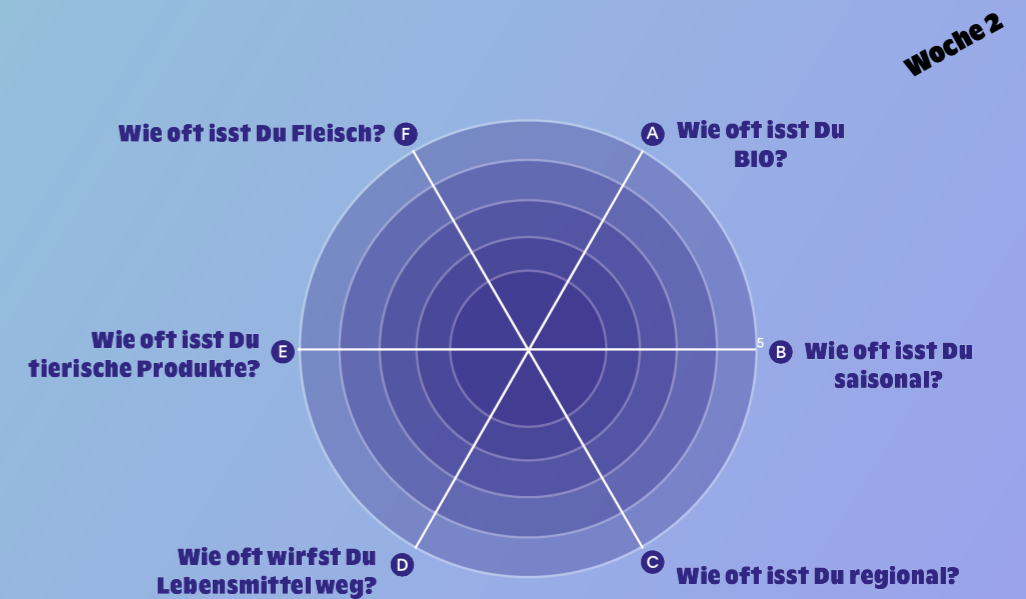 Woche 2
Wie oft isst Du Fleisch?
F
A
Wie oft isst Du
BIO?
Wie oft isst Du
tierische Produkte?
E
5
B
Wie oft isst Du
saisonal?
Wie oft wirfst Du
Lebensmittel weg?
D
C
Wie oft isst Du regional?